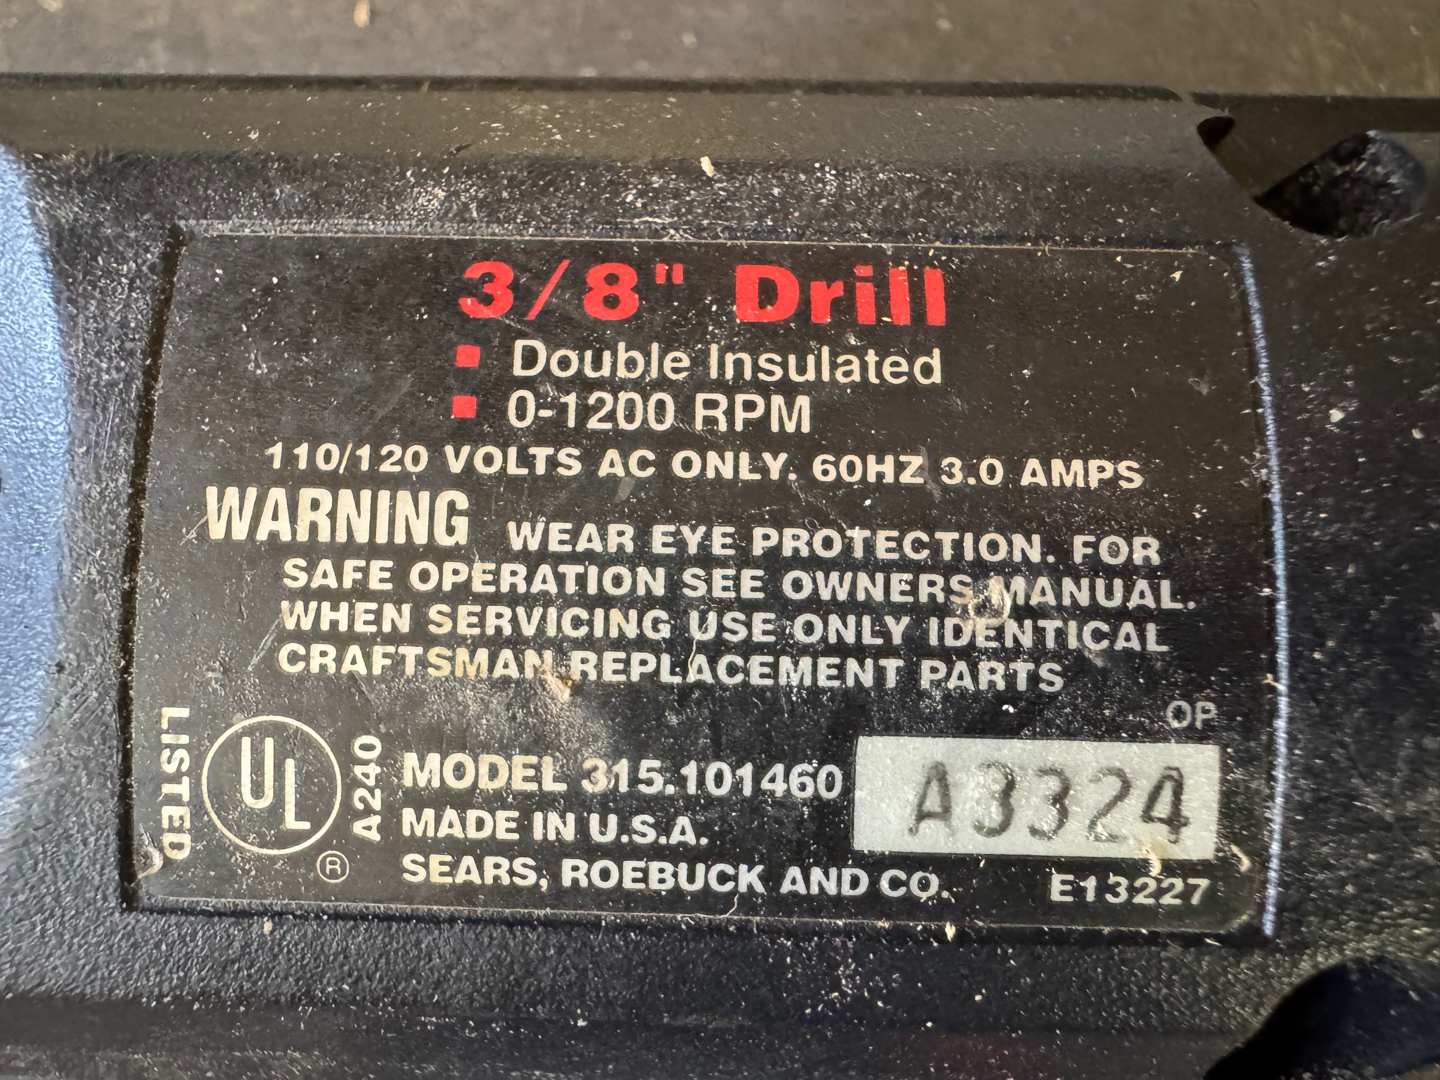 3/8" Drill
Double Insulated
0-1200 RPM
110/120 VOLTS AC ONLY. 60HZ 3.0 AMPS
WARNING WEAR EYE PROTECTION. FOR
SAFE OPERATION SEE OWNERS MANUAL.
WHEN SERVICING USE ONLY IDENTICAL
CRAFTSMAN REPLACEMENT PARTS
OP
LISTED
UL
®
A240
MODEL 315.101460
A3324
MADE IN U.S.A.
SEARS, ROEBUCK AND CO.
E13227